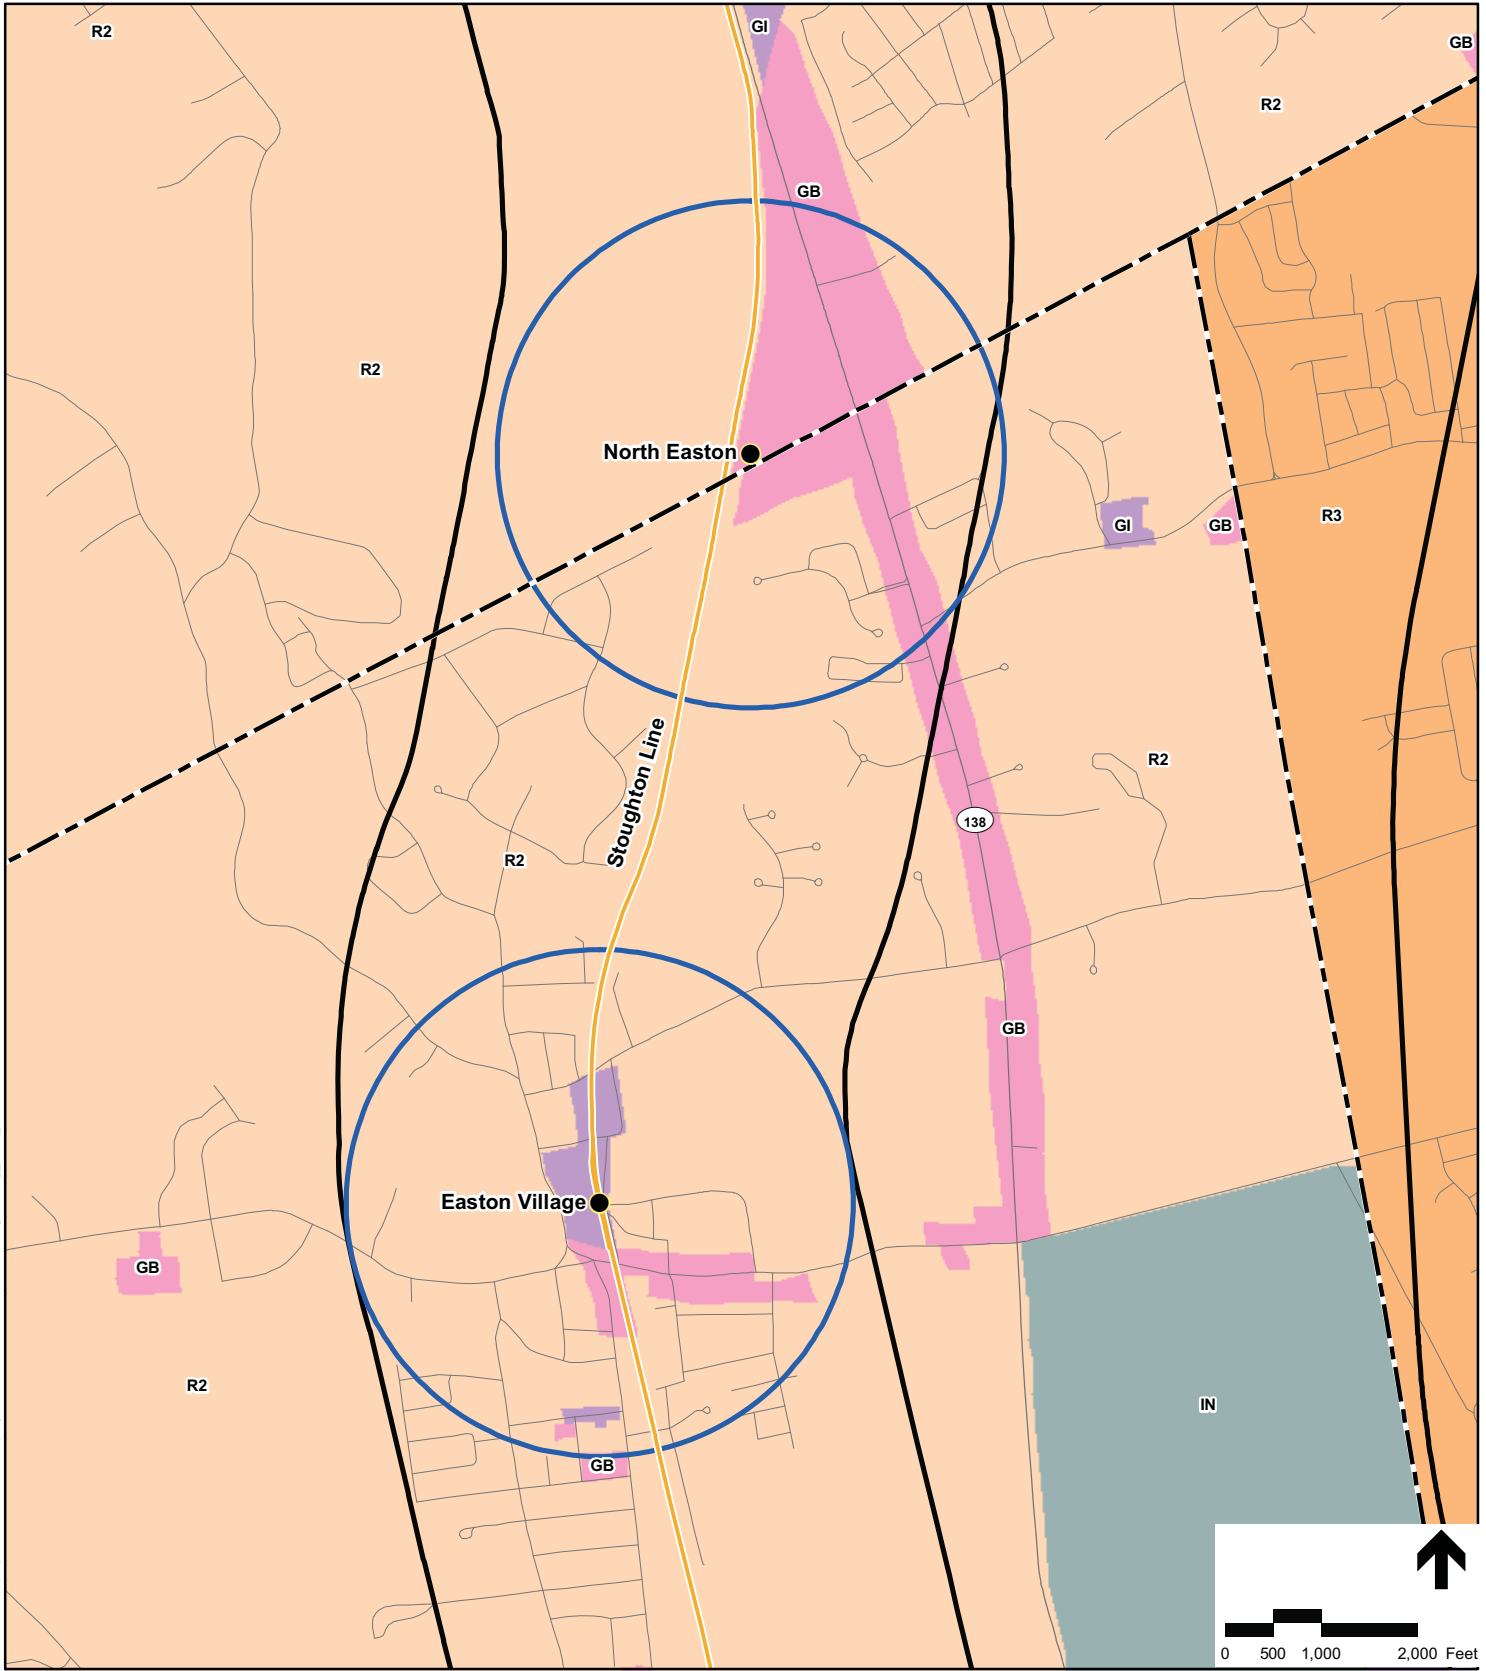 R2
GI
GB
R2
GB
R2
North Easton
GI
GB
R3
Stoughton Line
R2
138
R2
GB
Easton Village
GB
R2
IN
GB
0 500 1,000 2,000 Feet